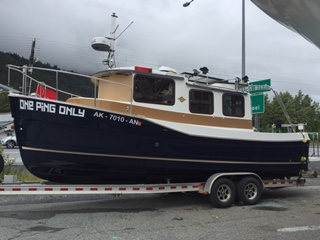 ONE PING ONLY
AK - 7010 - AN